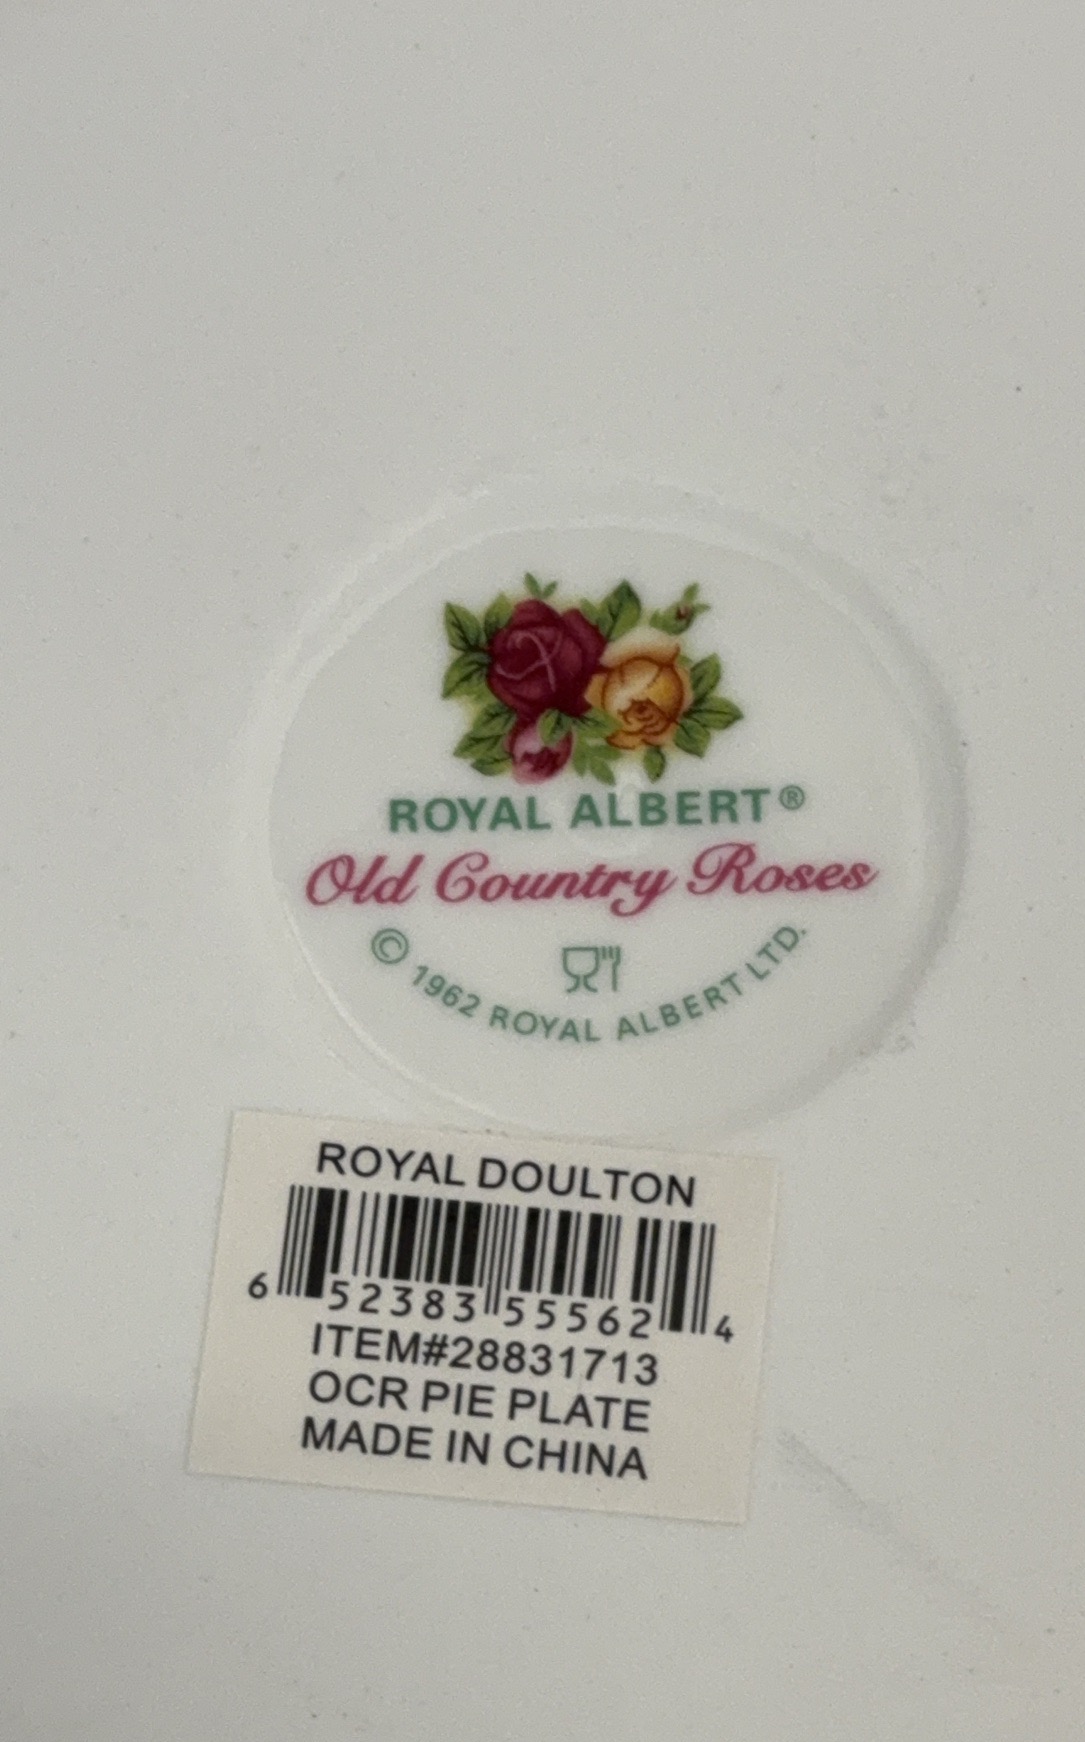 ROYAL ALBERT®
Old Country Roses
© 1962 ROYAL ALBERT LTD.
ROYAL DOULTON
6 52383 55562 4
ITEM#28831713
OCR PIE PLATE
MADE IN CHINA